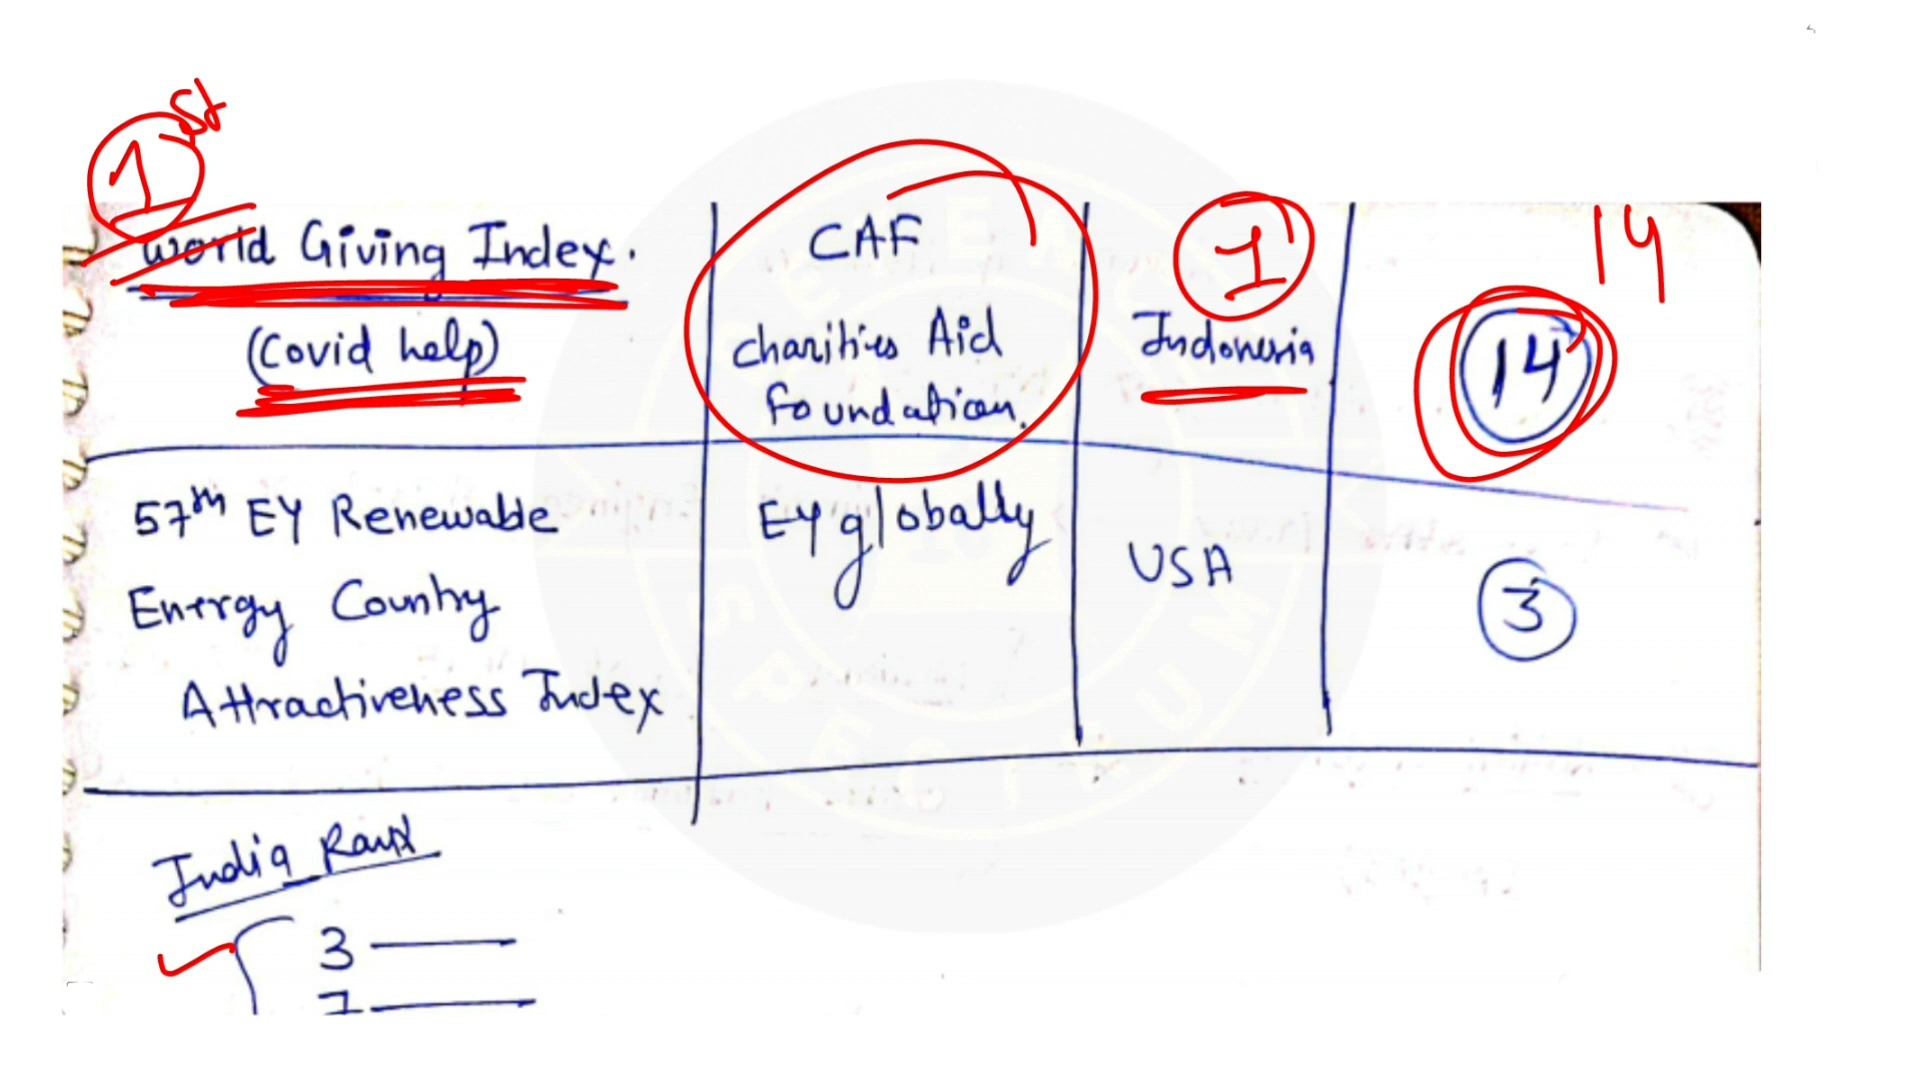 1st
World Giving Index.
(Covid help)
CAF
Charities Aid
Foundation.
1
Indonesia
14
14
57th EY Renewable
Energy Country
Attractiveness Index
EY globally
USA
3
India Rank
3
7